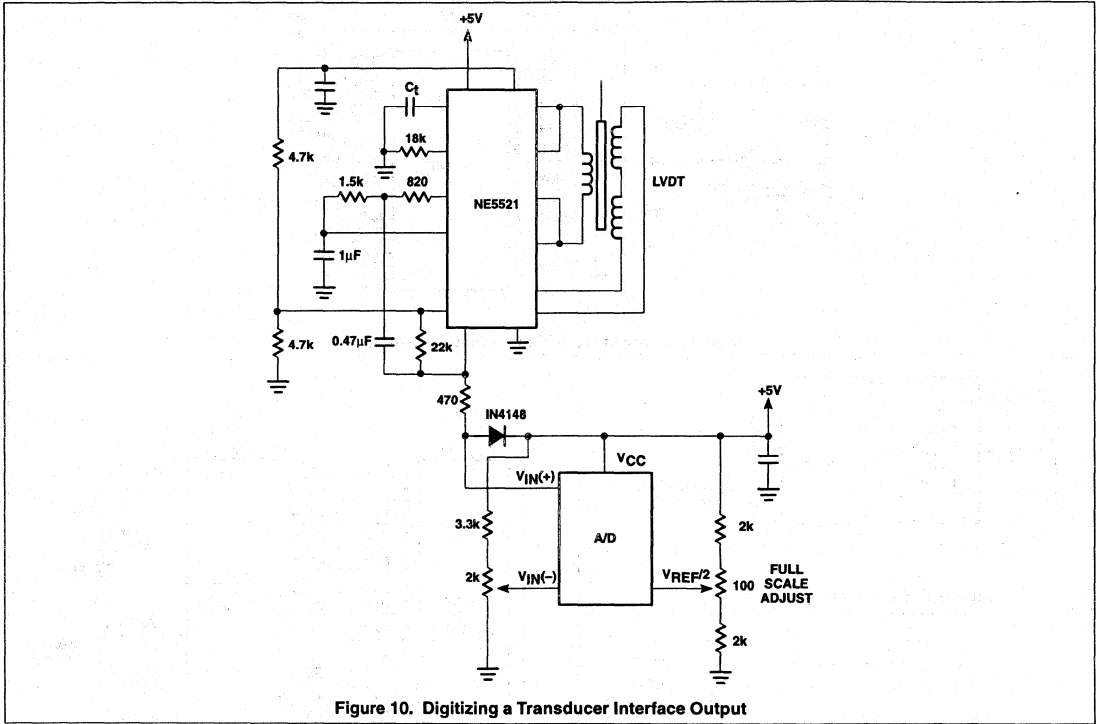 +5V
Ct
18k
4.7k
1.5k
820
NE5521
LVDT
1µF
4.7k
0.47µF
22k
470
IN4148
+5V
VCC
VIN(+)
3.3k
A/D
2k
2k
VIN(–)
VREF/2
100
FULL
SCALE
ADJUST
2k
Figure 10. Digitizing a Transducer Interface Output